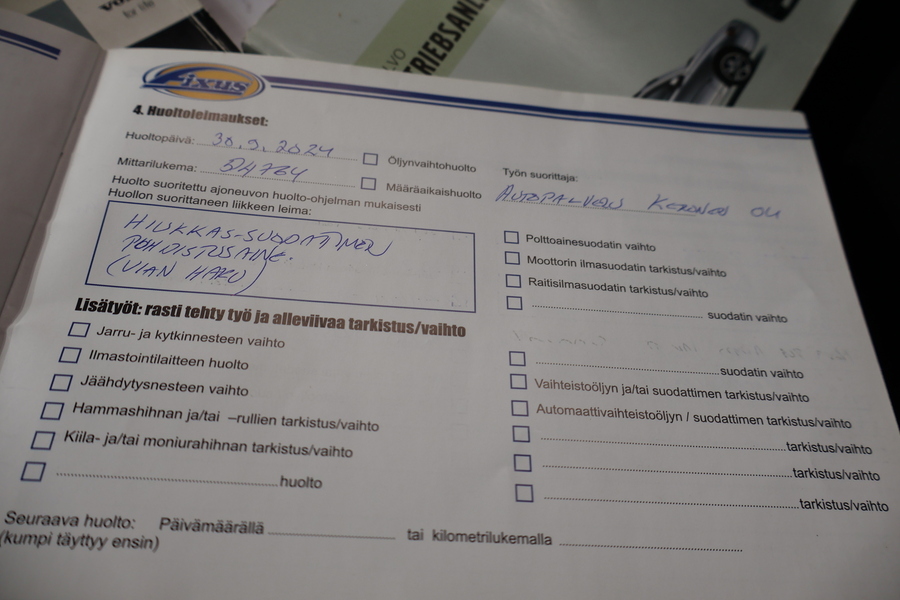 for life
VO
TRIEBSANL
Fixus
4. Huoltoleimaukset:
Huoltopäivä: 30.9.2024
Öljynvaihtohuolto
Mittarilukema:
Määräaikaishuolto
Huolto suoritettu ajoneuvon huolto-ohjelman mukaisesti
Huollon suorittaneen liikkeen leima:
HIUKKAS-SUODATTIMEN
PUHDISTUSAINE.
(VIAN HAKU)
Työn suorittaja:
AUTOPALVELU OY
Polttoainesuodatin vaihto
Moottorin ilmasuodatin tarkistus/vaihto
Raitisilmasuodatin tarkistus/vaihto
suodatin vaihto
suodatin vaihto
Vaihteistoöljyn ja/tai suodattimen tarkistus/vaihto
Automaattivaihteistoöljyn / suodattimen tarkistus/vaihto
tarkistus/vaihto
tarkistus/vaihto
tarkistus/vaihto
Lisätyöt: rasti tehty työ ja alleviivaa tarkistus/vaihto
Jarru- ja kytkinnesteen vaihto
Ilmastointilaitteen huolto
Jäähdytysnesteen vaihto
Hammashihnan ja/tai –rullien tarkistus/vaihto
Kiila- ja/tai moniurahihnan tarkistus/vaihto
huolto
Seuraava huolto: Päivämäärällä tai kilometrilukemalla
(kumpi täyttyy ensin)